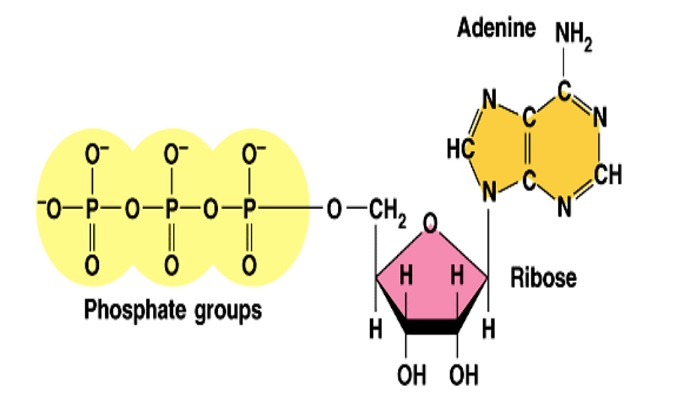 Adenine NH₂
N C C N
HC CH
N C N
O⁻ O⁻ O⁻
⁻O P O P O P O CH₂ O
O O O
H H Ribose
Phosphate groups
H H
OH OH